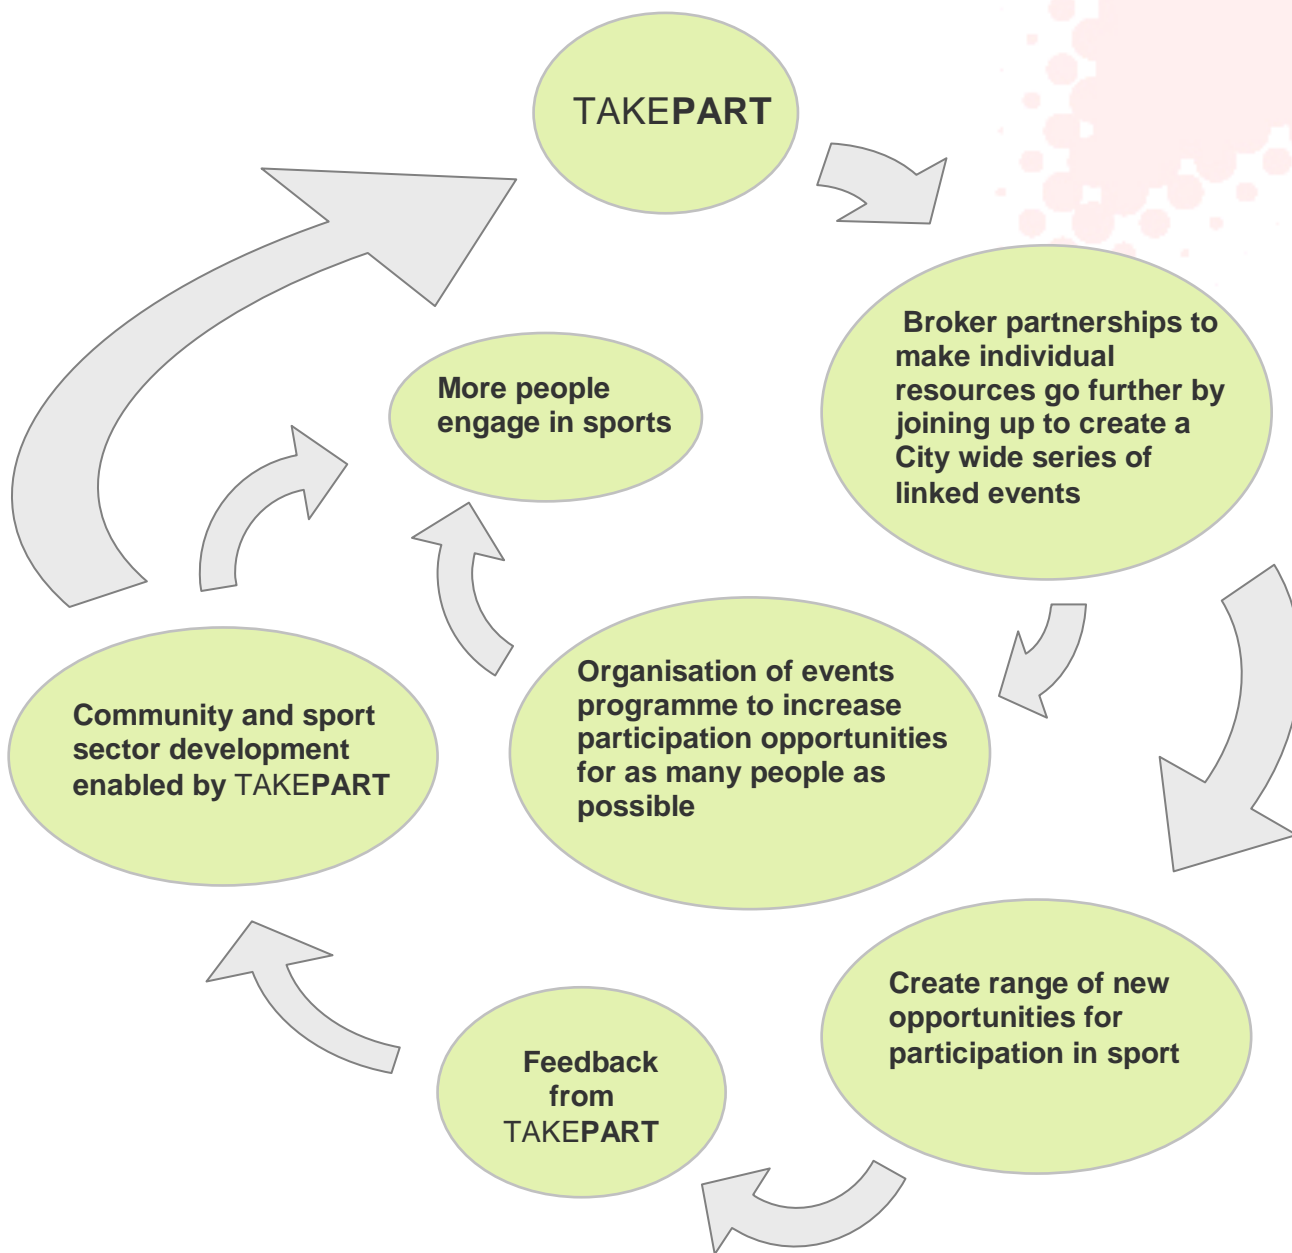 TAKEPART
Broker partnerships to
make individual
resources go further by
joining up to create a
City wide series of
linked events
More people
engage in sports
Organisation of events
programme to increase
participation opportunities
for as many people as
possible
Community and sport
sector development
enabled by TAKEPART
Create range of new
opportunities for
participation in sport
Feedback
from
TAKEPART